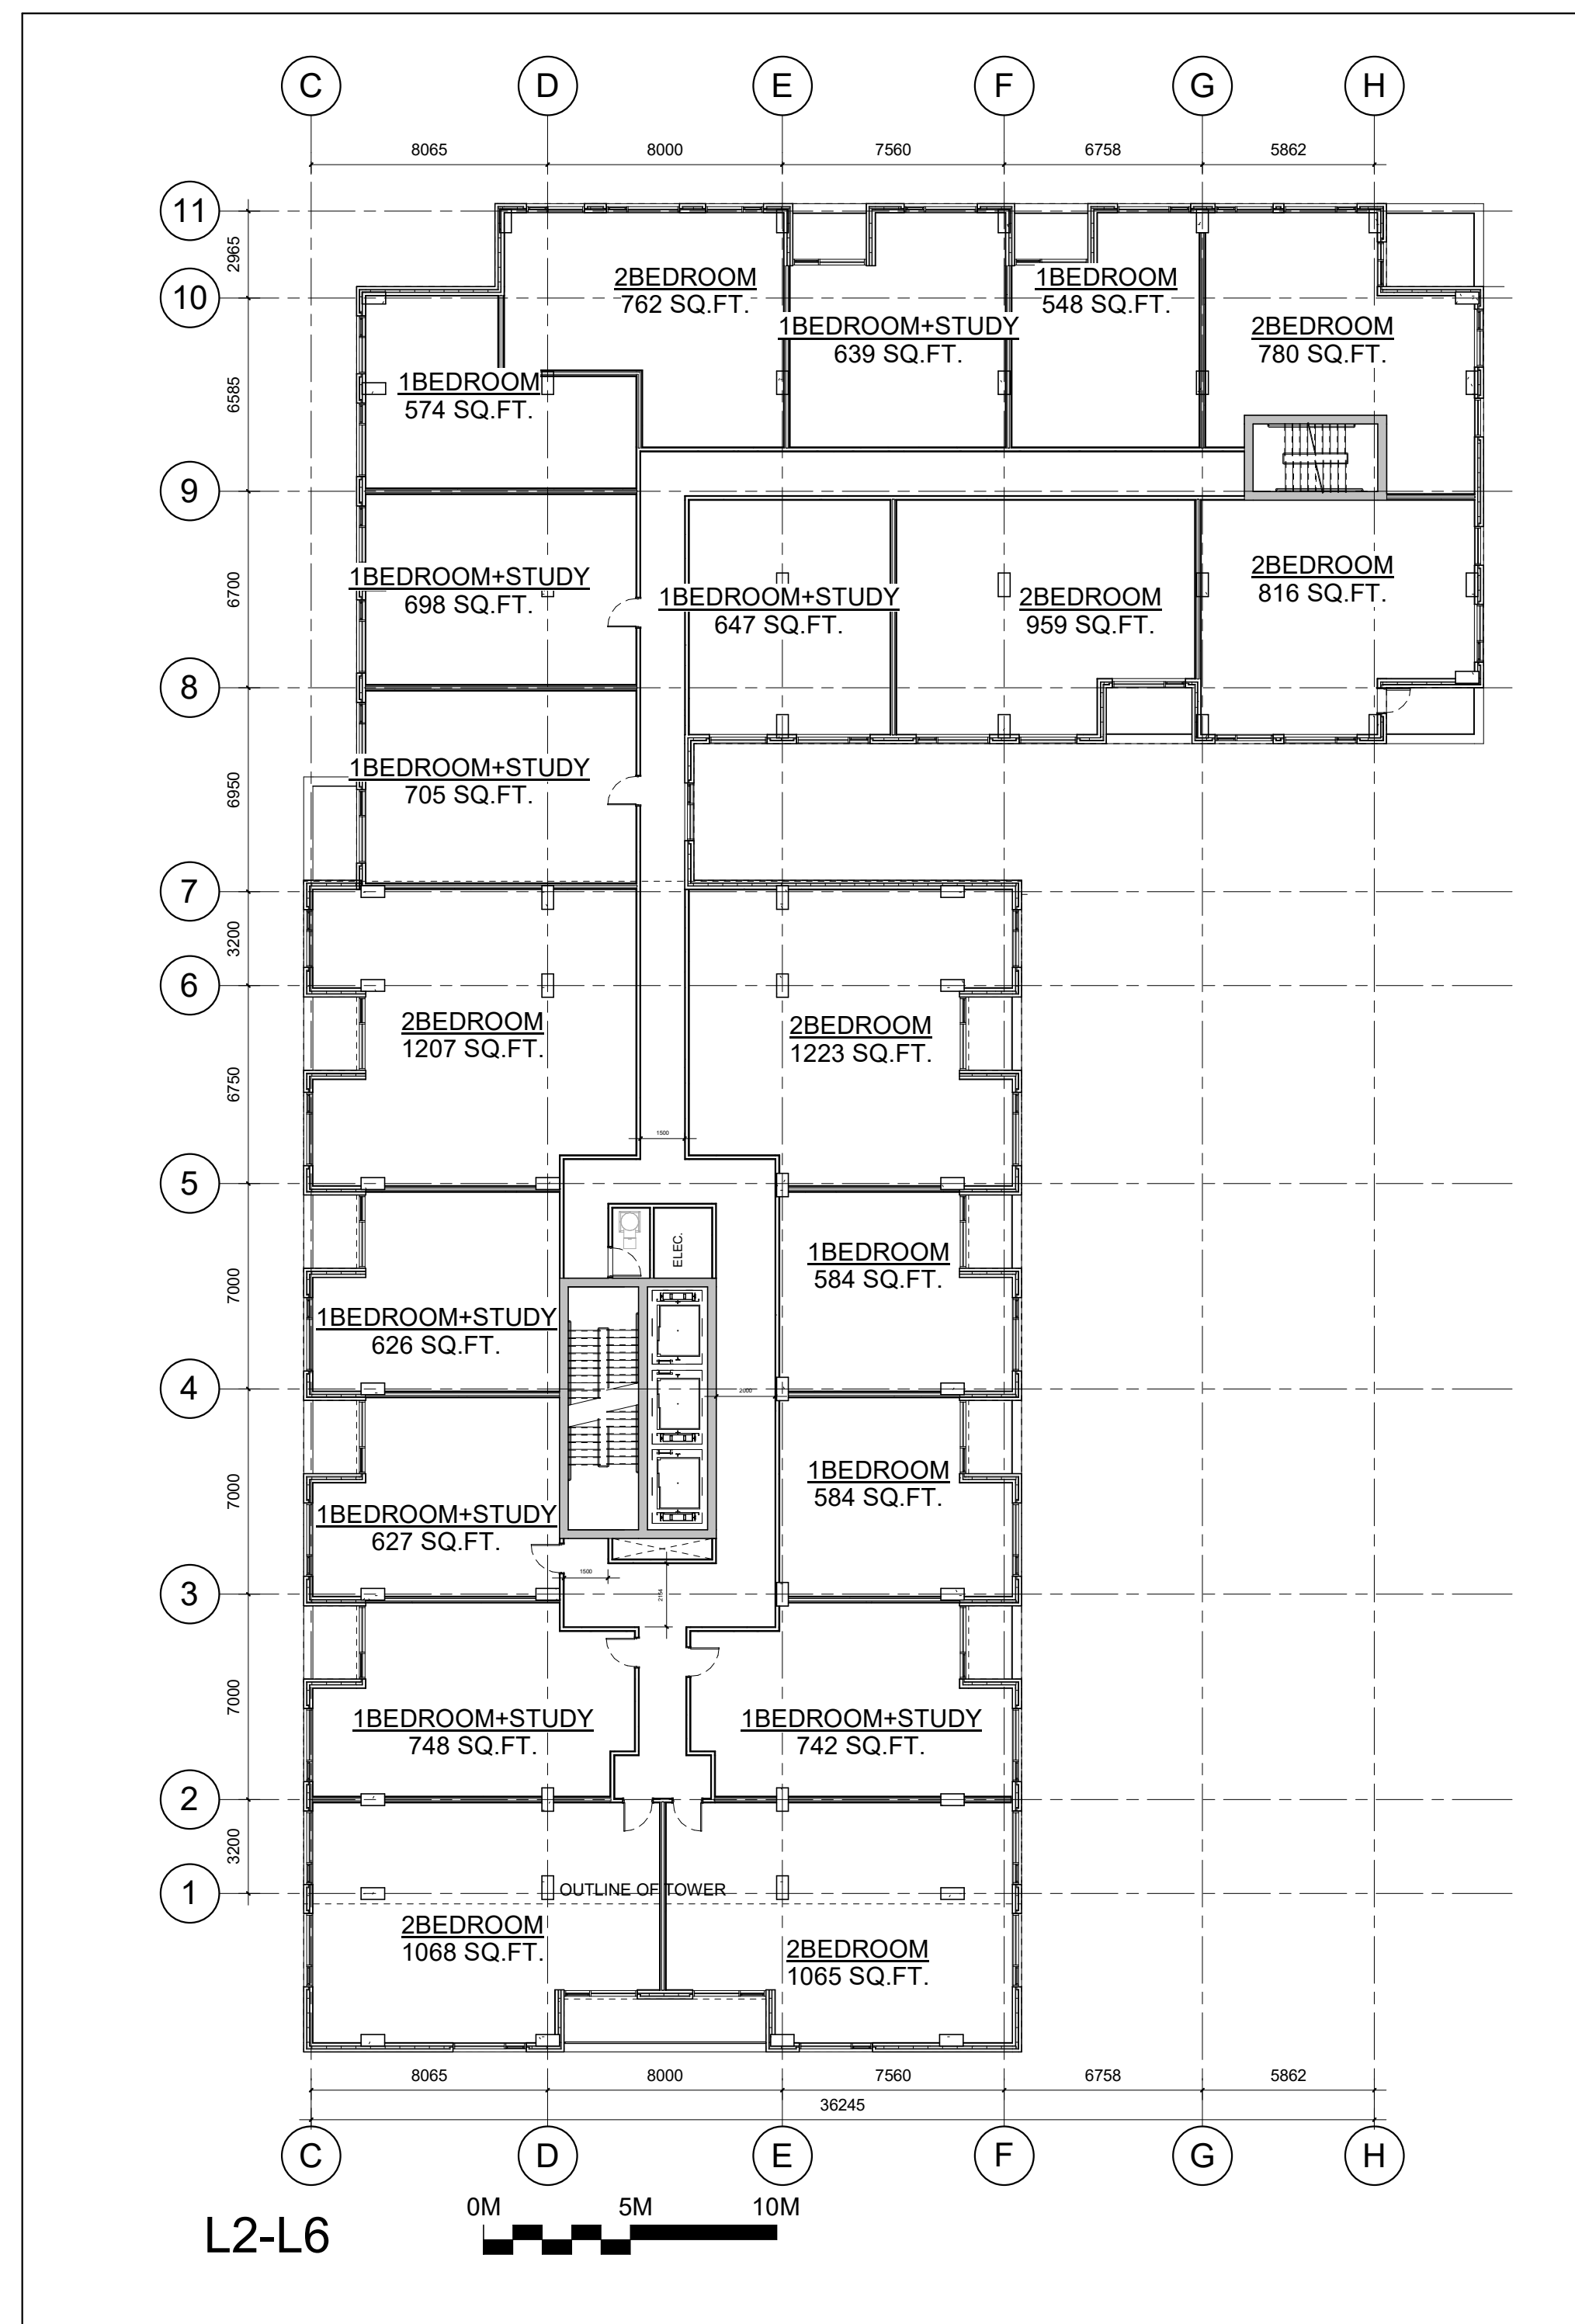 C D E F G H
8065 8000 7560 6758 5862
11
2965
10
6585
9
6700
8
6950
7
3200
6
6750
5
7000
4
7000
3
7000
2
3200
1
2BEDROOM
762 SQ.FT.
1BEDROOM
548 SQ.FT.
1BEDROOM+STUDY
639 SQ.FT.
2BEDROOM
780 SQ.FT.
1BEDROOM
574 SQ.FT.
1BEDROOM+STUDY
698 SQ.FT.
1BEDROOM+STUDY
647 SQ.FT.
2BEDROOM
959 SQ.FT.
2BEDROOM
816 SQ.FT.
1BEDROOM+STUDY
705 SQ.FT.
2BEDROOM
1207 SQ.FT.
2BEDROOM
1223 SQ.FT.
1500
ELEC.
1BEDROOM
584 SQ.FT.
1BEDROOM+STUDY
626 SQ.FT.
2000
1BEDROOM
584 SQ.FT.
1BEDROOM+STUDY
627 SQ.FT.
1500
2154
1BEDROOM+STUDY
748 SQ.FT.
1BEDROOM+STUDY
742 SQ.FT.
OUTLINE OF TOWER
2BEDROOM
1068 SQ.FT.
2BEDROOM
1065 SQ.FT.
8065 8000 7560 6758 5862
36245
C D E F G H
L2-L6
0M 5M 10M